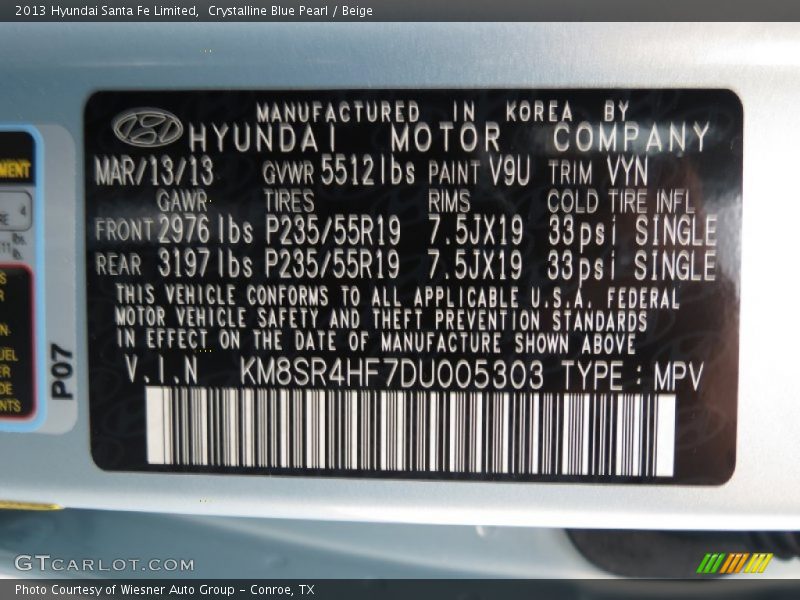 2013 Hyundai Santa Fe Limited,  Crystalline Blue Pearl / Beige
MANUFACTURED IN KOREA BY
HYUNDAI MOTOR COMPANY
MAR/13/13 GVWR 5512lbs PAINT V9U TRIM VYN
GAWR TIRES RIMS COLD TIRE INFL
FRONT 2976 lbs P235/55R19 7.5JX19 33psi SINGLE
REAR 3197 lbs P235/55R19 7.5JX19 33psi SINGLE
THIS VEHICLE CONFORMS TO ALL APPLICABLE U.S.A. FEDERAL
MOTOR VEHICLE SAFETY AND THEFT PREVENTION STANDARDS
IN EFFECT ON THE DATE OF MANUFACTURE SHOWN ABOVE
V.I.N KM8SR4HF7DU005303 TYPE : MPV
P07
GTCARLOT.COM
Photo Courtesy of Wiesner Auto Group - Conroe, TX